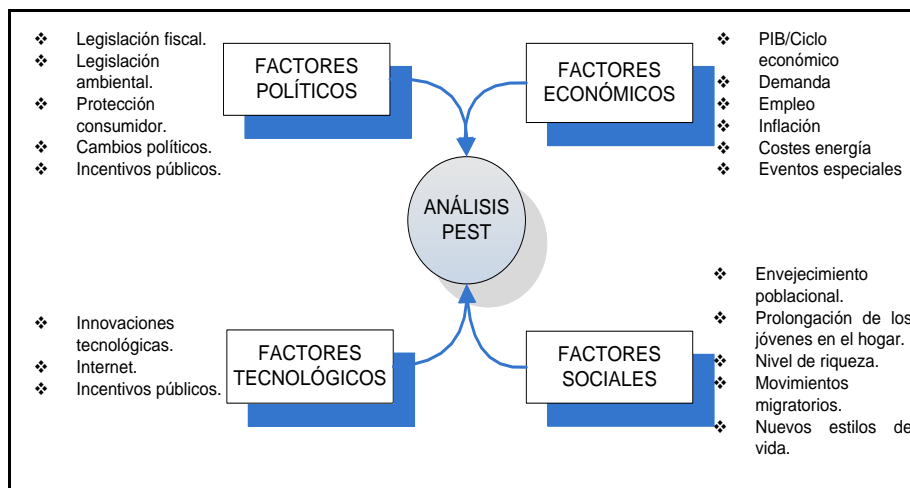 ❖ Legislación fiscal.
❖ Legislación
ambiental.
❖ Protección
consumidor.
❖ Cambios políticos.
❖ Incentivos públicos.
FACTORES
POLÍTICOS
FACTORES
ECONÓMICOS
❖ PIB/Ciclo
económico
❖ Demanda
❖ Empleo
❖ Inflación
❖ Costes energía
❖ Eventos especiales
ANÁLISIS
PEST
❖ Innovaciones
tecnológicas.
❖ Internet.
❖ Incentivos públicos.
FACTORES
TECNOLÓGICOS
FACTORES
SOCIALES
❖ Envejecimiento
poblacional.
❖ Prolongación de los
jóvenes en el hogar.
❖ Nivel de riqueza.
❖ Movimientos
migratorios.
❖ Nuevos estilos de
vida.